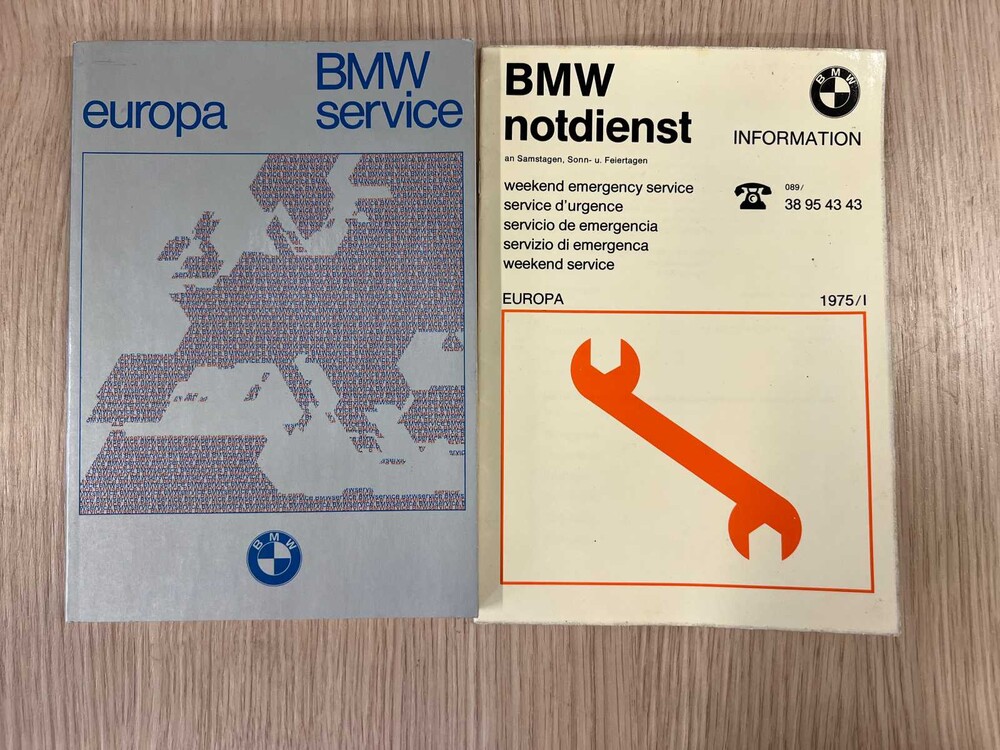 BMW
europa service
BMW
BMW
notdienst
an Samstagen, Sonn- u. Feiertagen
BMW
INFORMATION
weekend emergency service
service d'urgence
servicio de emergencia
servizio di emergenca
weekend service
089/
38 95 43 43
EUROPA 1975/I